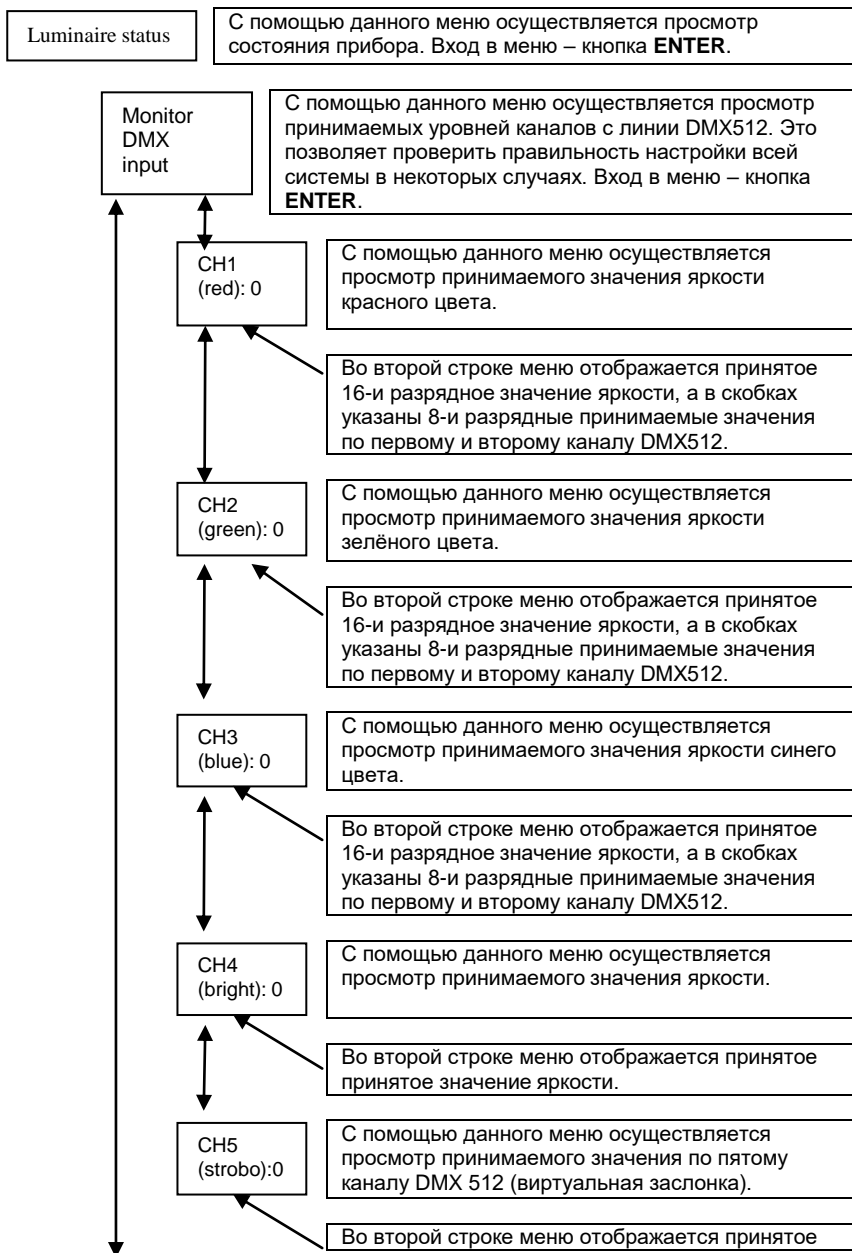 Luminaire status
С помощью данного меню осуществляется просмотр
состояния прибора. Вход в меню – кнопка ENTER.
Monitor
DMX
input
С помощью данного меню осуществляется просмотр
принимаемых уровней каналов с линии DMX512. Это
позволяет проверить правильность настройки всей
системы в некоторых случаях. Вход в меню – кнопка
ENTER.
CH1
(red): 0
С помощью данного меню осуществляется
просмотр принимаемого значения яркости
красного цвета.
Во второй строке меню отображается принятое
16-и разрядное значение яркости, а в скобках
указаны 8-и разрядные принимаемые значения
по первому и второму каналу DMX512.
CH2
(green): 0
С помощью данного меню осуществляется
просмотр принимаемого значения яркости
зелёного цвета.
Во второй строке меню отображается принятое
16-и разрядное значение яркости, а в скобках
указаны 8-и разрядные принимаемые значения
по первому и второму каналу DMX512.
CH3
(blue): 0
С помощью данного меню осуществляется
просмотр принимаемого значения яркости синего
цвета.
Во второй строке меню отображается принятое
16-и разрядное значение яркости, а в скобках
указаны 8-и разрядные принимаемые значения
по первому и второму каналу DMX512.
CH4
(bright): 0
С помощью данного меню осуществляется
просмотр принимаемого значения яркости.
Во второй строке меню отображается принятое
принятое значение яркости.
CH5
(strobo):0
С помощью данного меню осуществляется
просмотр принимаемого значения по пятому
каналу DMX 512 (виртуальная заслонка).
Во второй строке меню отображается принятое